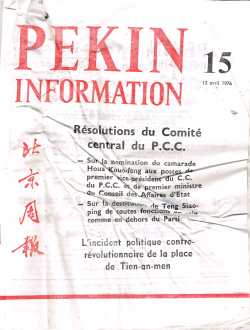 PEKIN
INFORMATION
15
12 avril 1976
北京周报
Résolutions du Comité
central du P.C.C.
— Sur la nomination du camarade
Houa Kouo-feng aux postes de
premier vice-président du C.C.
du P.C.C. et de premier ministre
du Conseil des Affaires d'Etat
— Sur la destitution de Teng Siao-
ping de toutes fonctions
comme en dehors du Parti
L'incident politique contre-
révolutionnaire de la place
de Tien-an-men